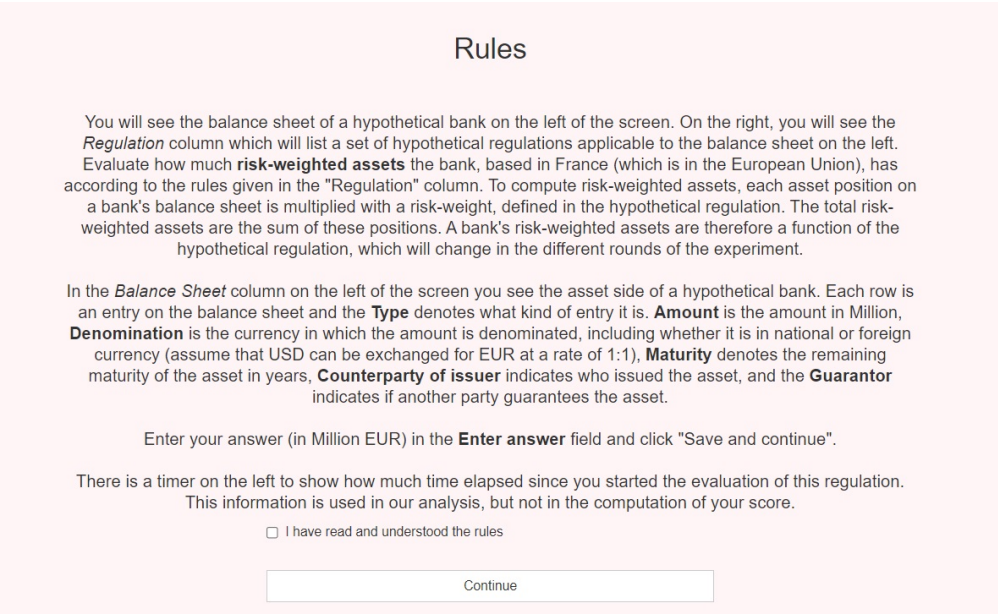 Rules
You will see the balance sheet of a hypothetical bank on the left of the screen. On the right, you will see the
Regulation column which will list a set of hypothetical regulations applicable to the balance sheet on the left.
Evaluate how much risk-weighted assets the bank, based in France (which is in the European Union), has
according to the rules given in the "Regulation" column. To compute risk-weighted assets, each asset position on
a bank's balance sheet is multiplied with a risk-weight, defined in the hypothetical regulation. The total risk-
weighted assets are the sum of these positions. A bank's risk-weighted assets are therefore a function of the
hypothetical regulation, which will change in the different rounds of the experiment.
In the Balance Sheet column on the left of the screen you see the asset side of a hypothetical bank. Each row is
an entry on the balance sheet and the Type denotes what kind of entry it is. Amount is the amount in Million,
Denomination is the currency in which the amount is denominated, including whether it is in national or foreign
currency (assume that USD can be exchanged for EUR at a rate of 1:1), Maturity denotes the remaining
maturity of the asset in years, Counterparty of issuer indicates who issued the asset, and the Guarantor
indicates if another party guarantees the asset.
Enter your answer (in Million EUR) in the Enter answer field and click "Save and continue".
There is a timer on the left to show how much time elapsed since you started the evaluation of this regulation.
This information is used in our analysis, but not in the computation of your score.
I have read and understood the rules
Continue